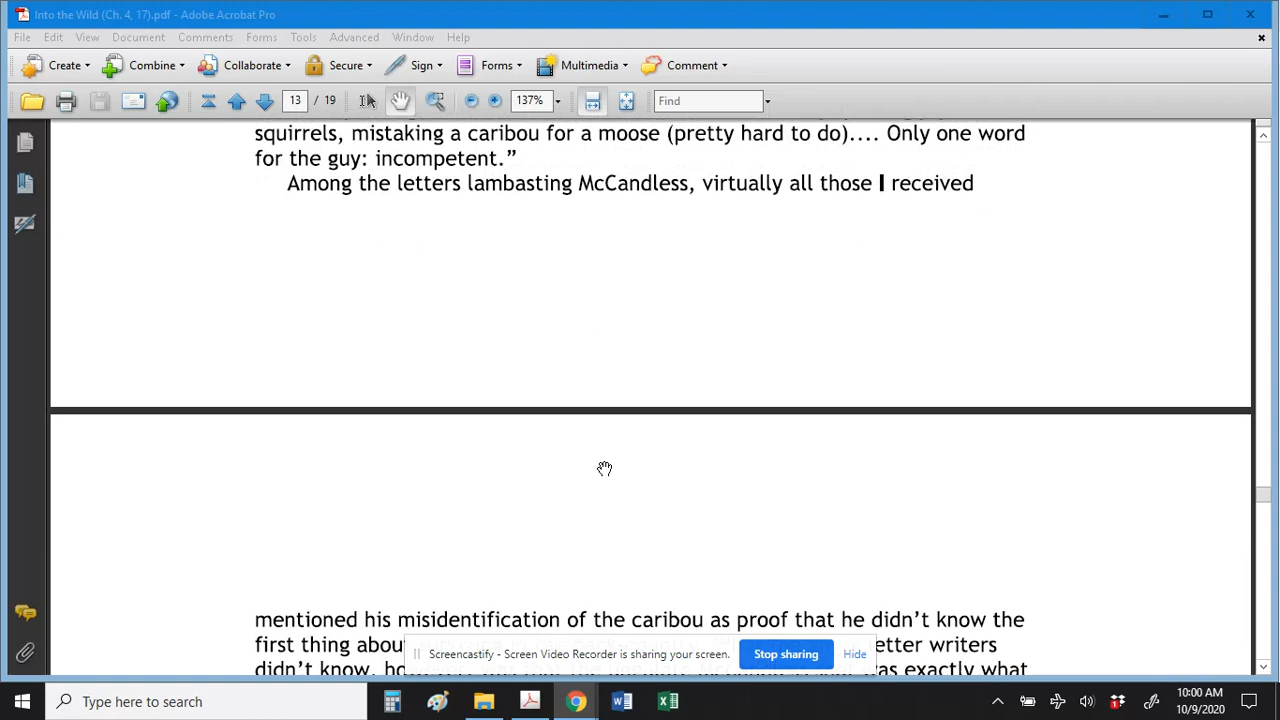 Into the Wild (Ch. 4, 17).pdf - Adobe Acrobat Pro
File Edit View Document Comments Forms Tools Advanced Window Help
Create Combine Collaborate Secure Sign Forms Multimedia Comment
13 / 19 137% Find
squirrels, mistaking a caribou for a moose (pretty hard to do).... Only one word
for the guy: incompetent.”
Among the letters lambasting McCandless, virtually all those I received
mentioned his misidentification of the caribou as proof that he didn’t know the
first thing about etter writers
didn’t know, was exactly what
Screencastify - Screen Video Recorder is sharing your screen. Stop sharing Hide
Type here to search
10:00 AM
10/9/2020